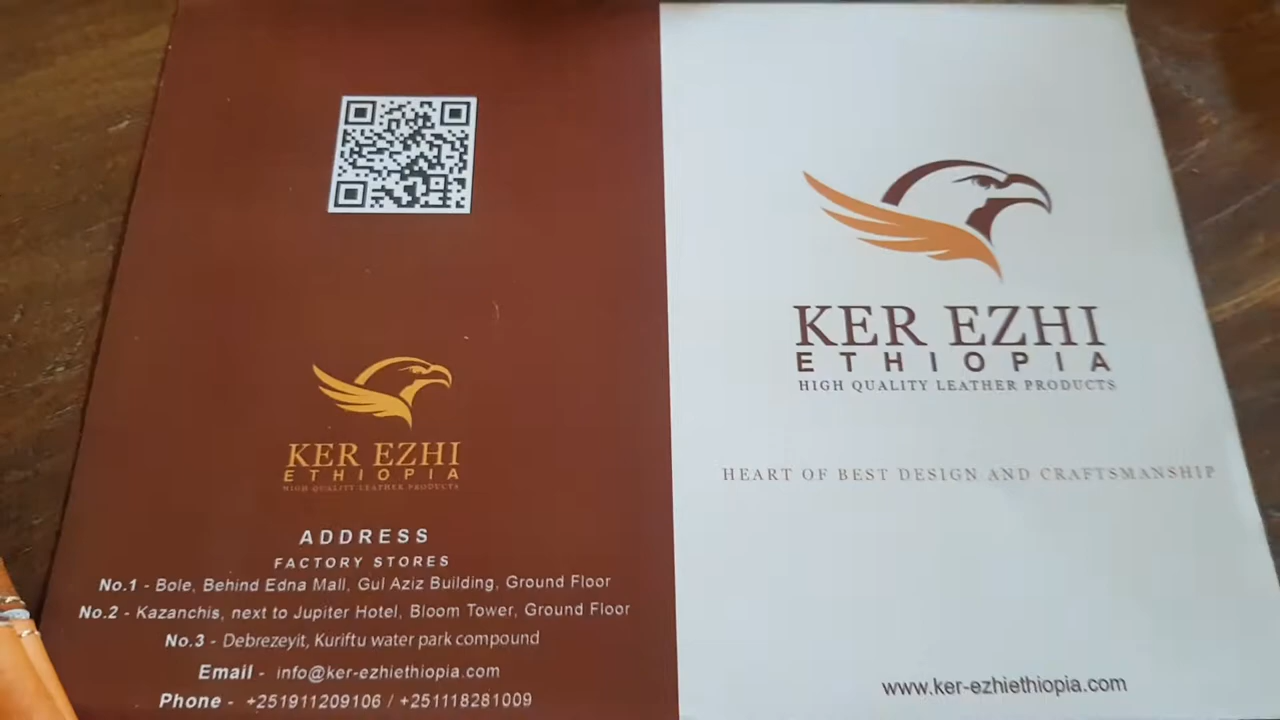 KER EZHI
ETHIOPIA
HIGH QUALITY LEATHER PRODUCTS
ADDRESS
FACTORY STORES
No.1 - Bole, Behind Edna Mall, Gul Aziz Building, Ground Floor
No.2 - Kazanchis, next to Jupiter Hotel, Bloom Tower, Ground Floor
No.3 - Debrezeyit, Kuriftu water park compound
Email - info@ker-ezhiethiopia.com
Phone - +251911209106 / +251118281009
KER EZHI
ETHIOPIA
HIGH QUALITY LEATHER PRODUCTS
HEART OF BEST DESIGN AND CRAFTSMANSHIP
www.ker-ezhiethiopia.com